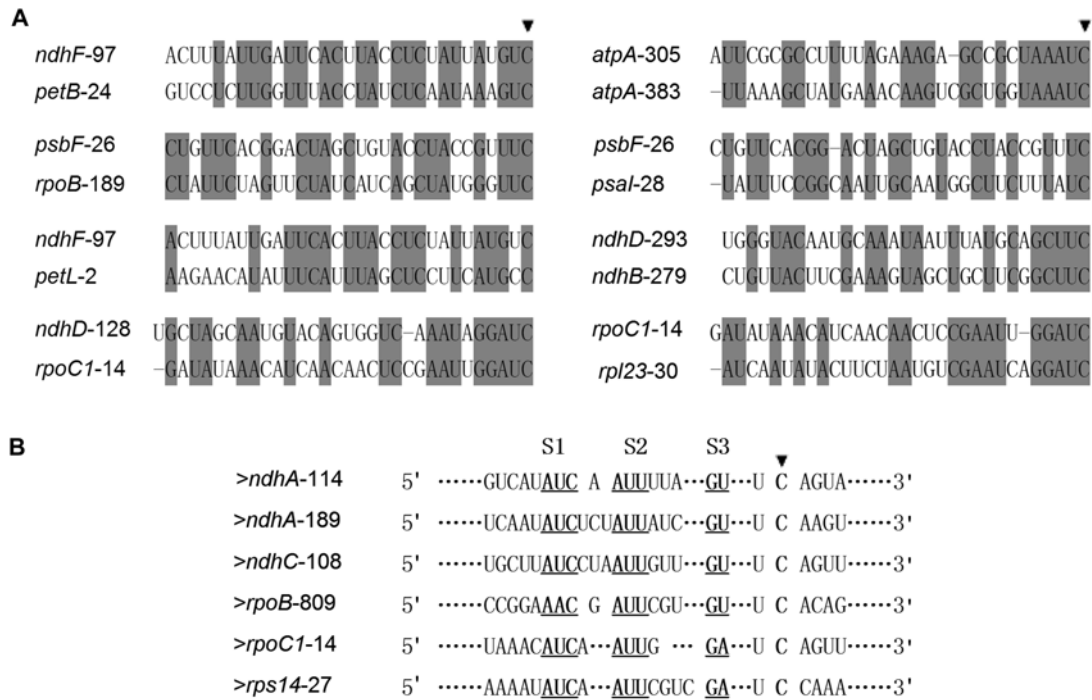 A
ndhF-97 ACUUUAUUGAUUCACUUACCUCUAUUAUGUC
petB-24 GUCCUCUUGGUUUACCUAUCUCAAUAAAGUC
psbF-26 CUGUUCACGGACUAGCUGUACCUACCGUUUC
rpoB-189 CUAUUCUAGUUCUAUCAUCAGCUAUGGGUUC
ndhF-97 ACUUUAUUGAUUCACUUACCUCUAUUAUGUC
petL-2 AAGAACAUAUUUCAUUUAGCUCCUUCAUGCC
ndhD-128 UGCUAGCAAUGUACAGUGGUC-AAAUAGGAUC
rpoC1-14 -GAUAUAAACAUCAACAACUCCGAAUUGGAUC
atpA-305 AUUCGCGCCUUUUAGAAAGA-GCCGCUAAAUC
atpA-383 -UUAAAGCUAUGAAACAAGUCGCUGGUAAAUC
psbF-26 CUGUUCACGG-ACUAGCUGUACCUACCGUUUC
psaI-28 -UAUUUCCGGCAAUUGCAAUGGCUUCUUUAUC
ndhD-293 UGGGUACAAUGCAAAUAAUUUAUGCAGCUUC
ndhB-279 CUGUUACUUCGAAAGUAGCUGCUUCGGCUUC
rpoC1-14 GAUAUAAACAUCAACAACUCCGAAUU-GGAUC
rpl23-30 -AUCAAUAUACUUCUAAUGUCGAAUCAGGAUC
B
S1 S2 S3
>ndhA-114 5' ······GUCAUAUCA AUUUUA···GU···U C AGUA······3'
>ndhA-189 5' ······UCAAUAUCUCUAUUAUC···GU···U C AAGU······3'
>ndhC-108 5' ······UGCUUAUCCUAAUUGUU···GU···U C AGUU······3'
>rpoB-809 5' ······CCGGAAAC G AUUCGU···GU···U C ACAG······3'
>rpoC1-14 5' ······UAAACAUCA···AUUG ··· GA···U C AGUU······3'
>rps14-27 5' ······AAAAUAUCA···AUUCGUC GA···U C CAAA······3'